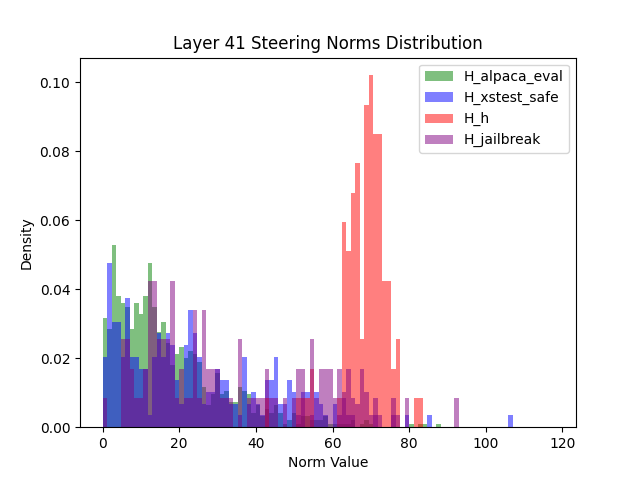 Layer 41 Steering Norms Distribution
H_alpaca_eval
H_xstest_safe
H_h
H_jailbreak
Density
0.10
0.08
0.06
0.04
0.02
0.00
0
20
40
60
80
100
120
Norm Value